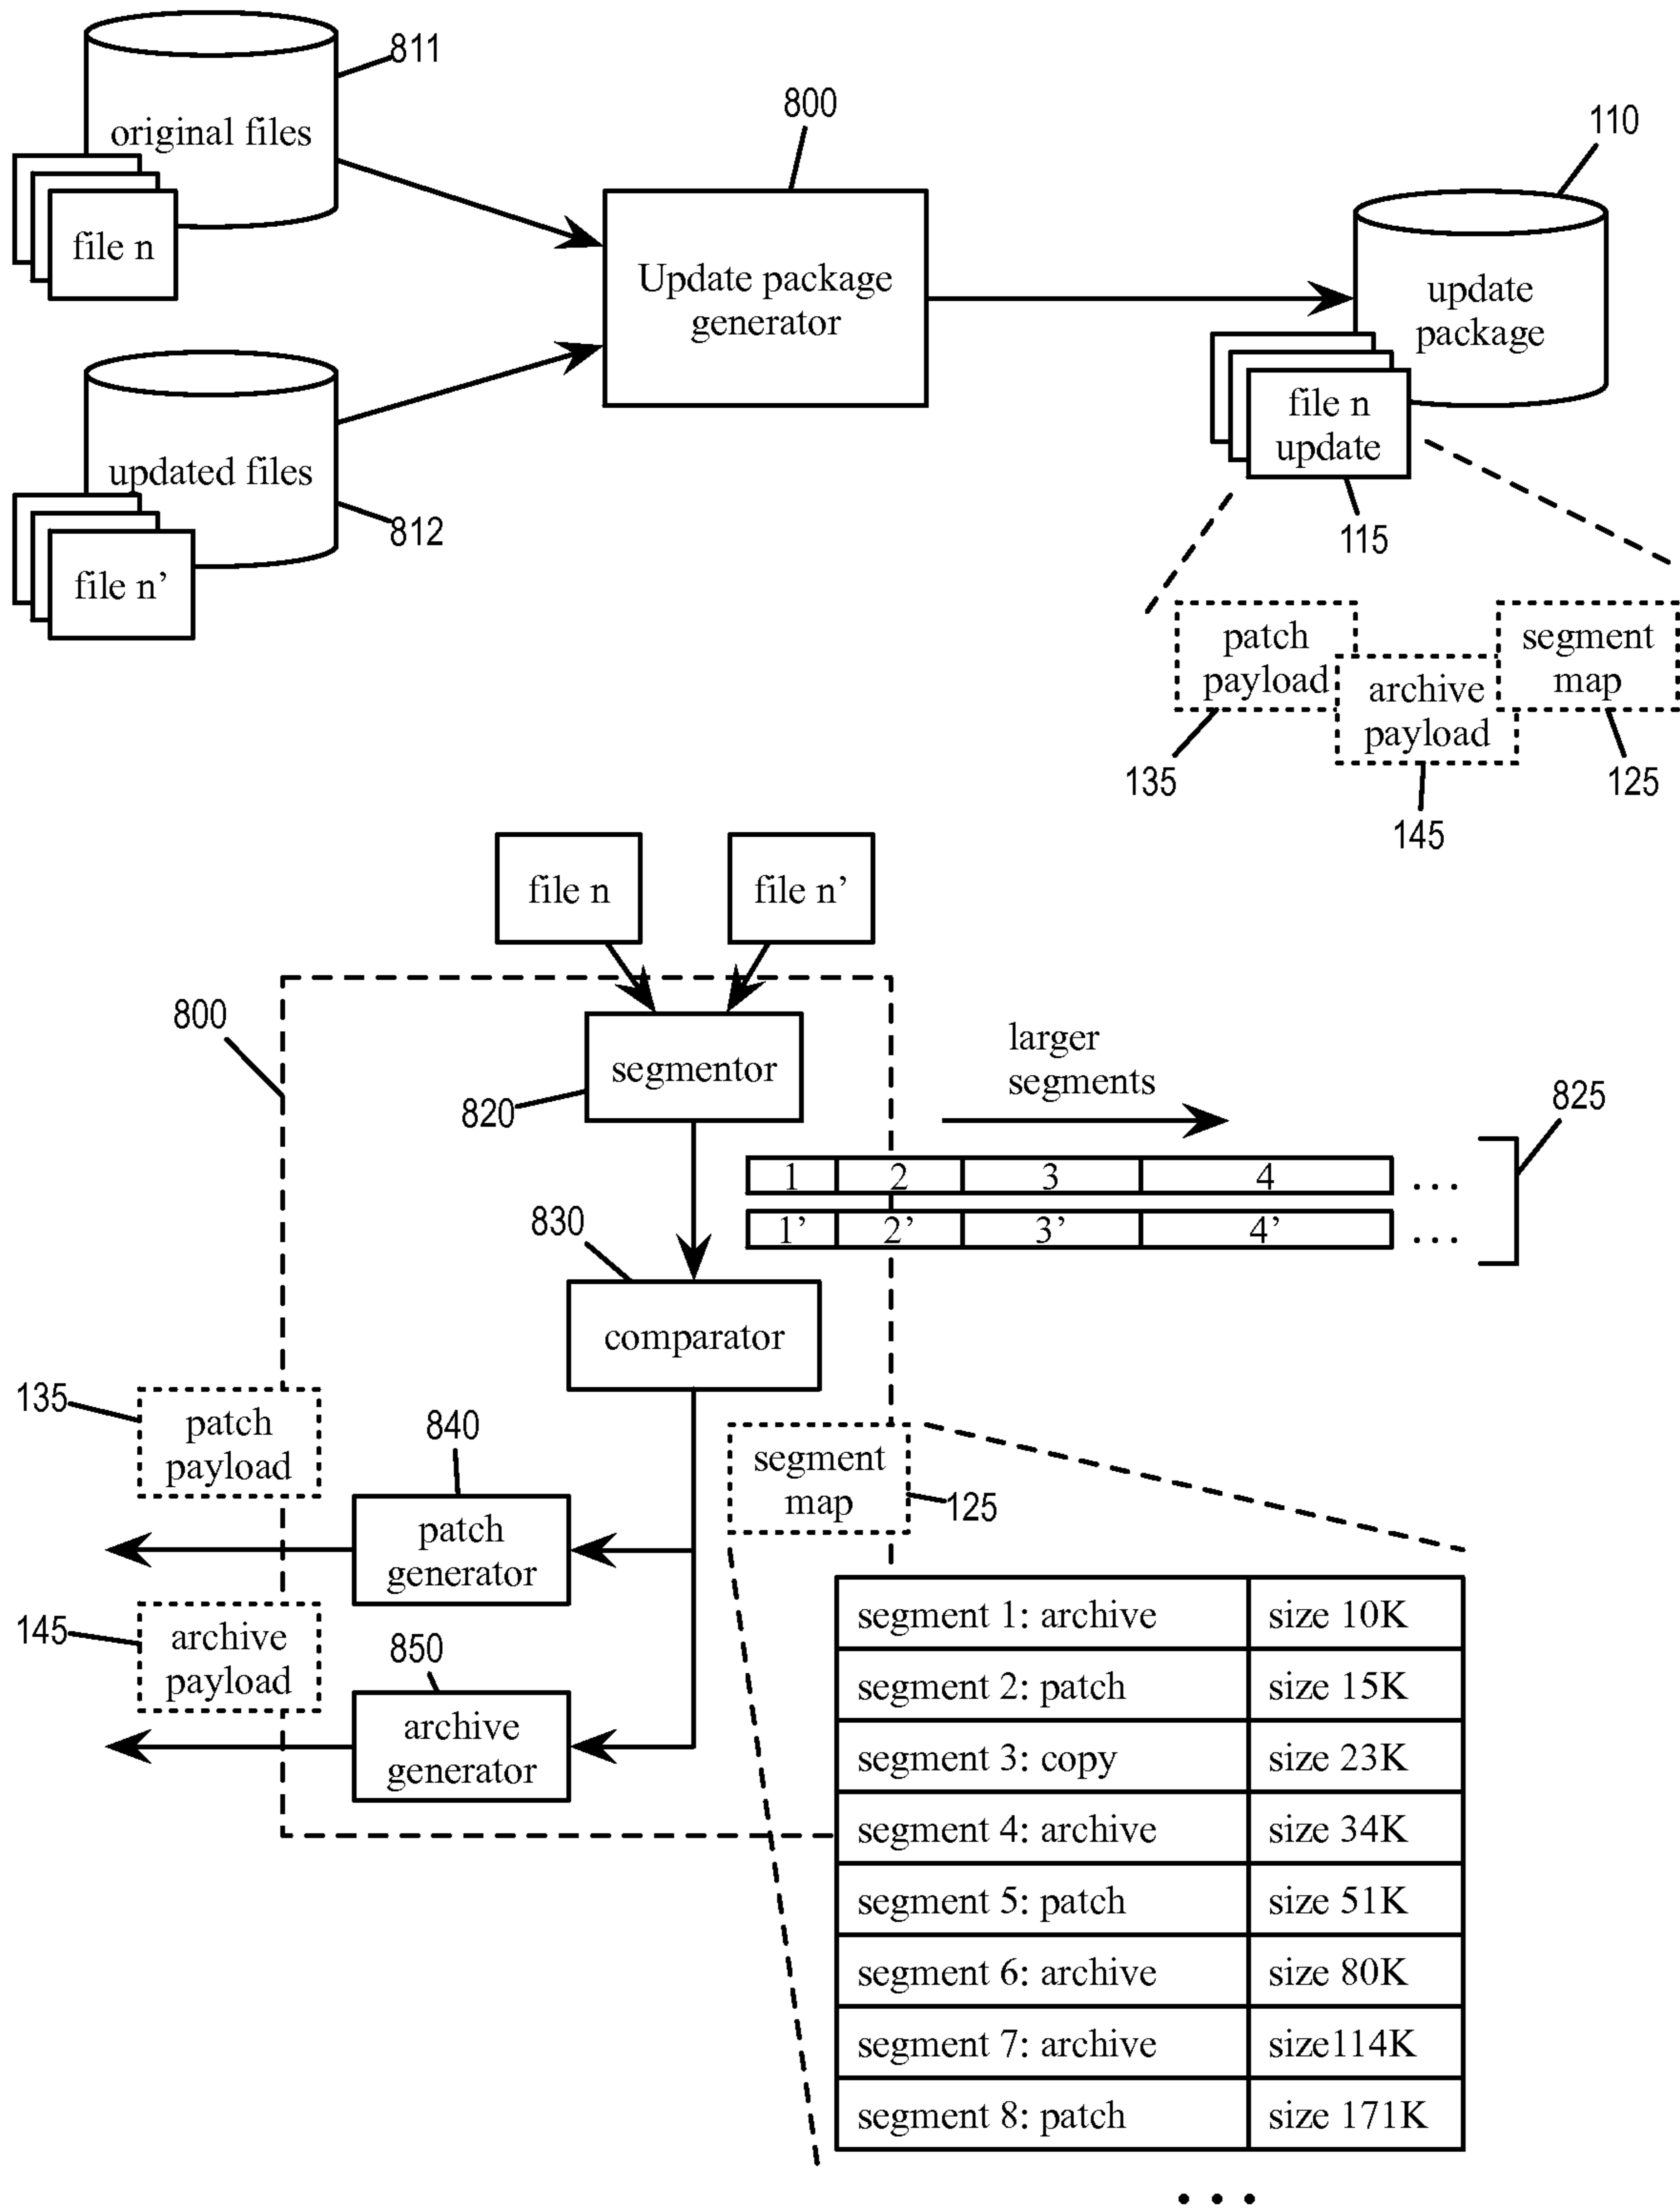 811
original files
file n
800
Update package
generator
110
update
package
file n
update
115
updated files
812
file n’
patch
payload
segment
map
archive
payload
135
125
145
file n
file n’
800
segmentor
820
larger
segments
825
1 2 3 4 ...
1’ 2’ 3’ 4’ ...
830
comparator
135
patch
payload
840
segment
map
125
patch
generator
145
archive
payload
850
archive
generator
segment 1: archive size 10K
segment 2: patch size 15K
segment 3: copy size 23K
segment 4: archive size 34K
segment 5: patch size 51K
segment 6: archive size 80K
segment 7: archive size114K
segment 8: patch size 171K
...